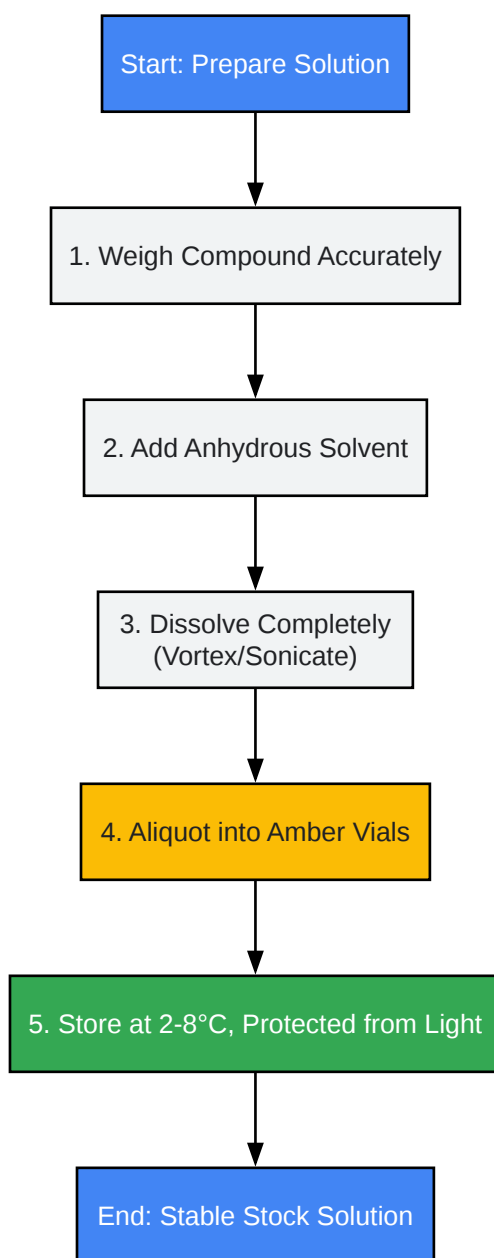 Start: Prepare Solution
1. Weigh Compound Accurately
2. Add Anhydrous Solvent
3. Dissolve Completely
(Vortex/Sonicate)
4. Aliquot into Amber Vials
5. Store at 2-8°C, Protected from Light
End: Stable Stock Solution